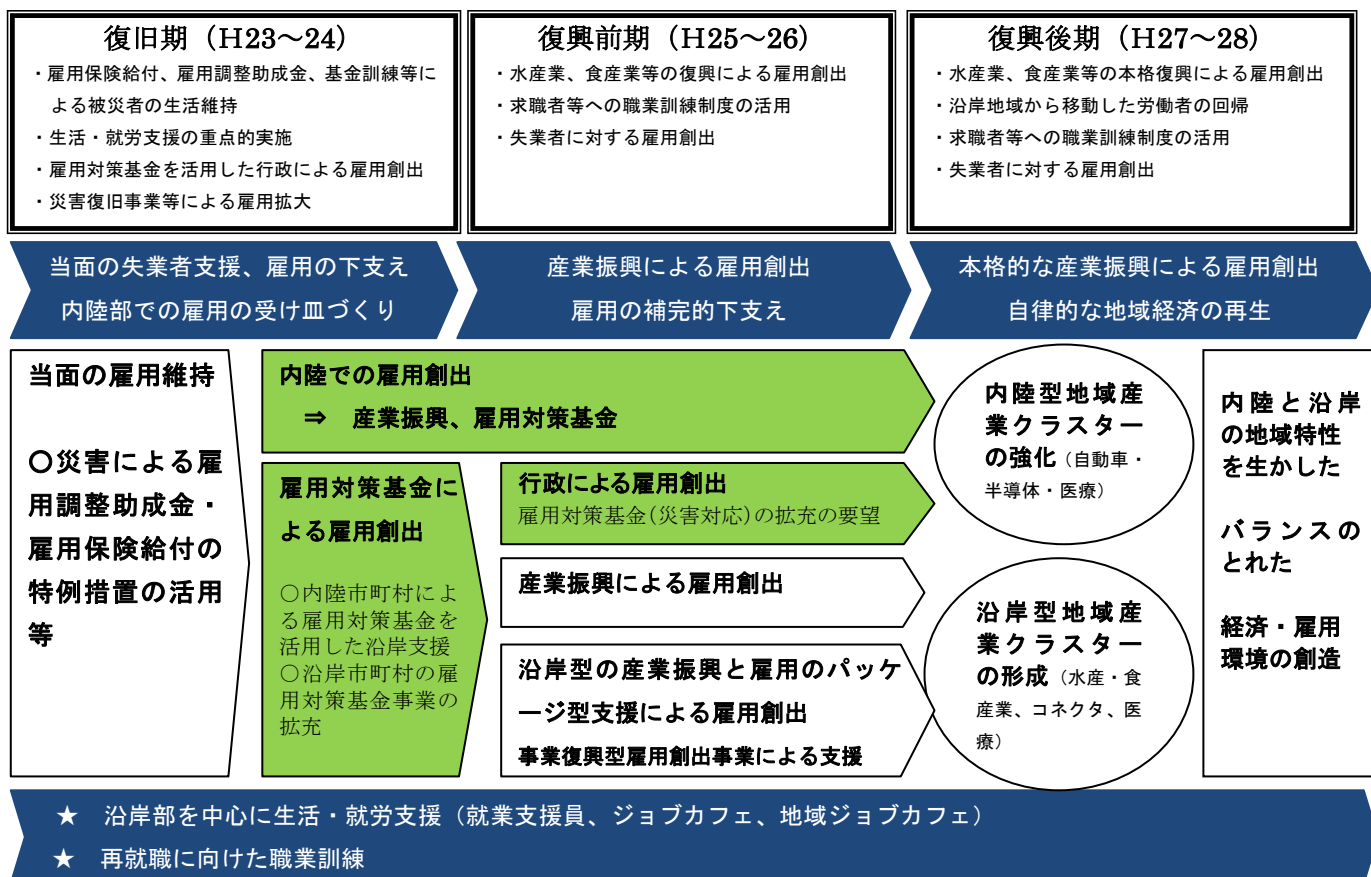 復旧期（H23～24）
・雇用保険給付、雇用調整助成金、基金訓練等に
よる被災者の生活維持
・生活・就労支援の重点的実施
・雇用対策基金を活用した行政による雇用創出
・災害復旧事業等による雇用拡大
復興前期（H25～26）
・水産業、食産業等の復興による雇用創出
・求職者等への職業訓練制度の活用
・失業者に対する雇用創出
復興後期（H27～28）
・水産業、食産業等の本格復興による雇用創出
・沿岸地域から移動した労働者の回帰
・求職者等への職業訓練制度の活用
・失業者に対する雇用創出
当面の失業者支援、雇用の下支え
内陸部での雇用の受け皿づくり
産業振興による雇用創出
雇用の補完的下支え
本格的な産業振興による雇用創出
自律的な地域経済の再生
当面の雇用維持
○災害による雇
用調整助成金・
雇用保険給付の
特例措置の活用
等
内陸での雇用創出
⇒　産業振興、雇用対策基金
雇用対策基金に
よる雇用創出
○内陸市町村によ
る雇用対策基金を
活用した沿岸支援
○沿岸市町村の雇
用対策基金事業の
拡充
行政による雇用創出
雇用対策基金(災害対応)の拡充の要望
産業振興による雇用創出
沿岸型の産業振興と雇用のパッケ
ージ型支援による雇用創出
事業復興型雇用創出事業による支援
内陸型地域産
業クラスター
の強化（自動車・
半導体・医療）
沿岸型地域産
業クラスター
の形成（水産・食
産業、コネクタ、医
療）
内陸と沿岸
の地域特性
を生かした
バランスの
とれた
経済・雇用
環境の創造
★　沿岸部を中心に生活・就労支援（就業支援員、ジョブカフェ、地域ジョブカフェ）
★　再就職に向けた職業訓練